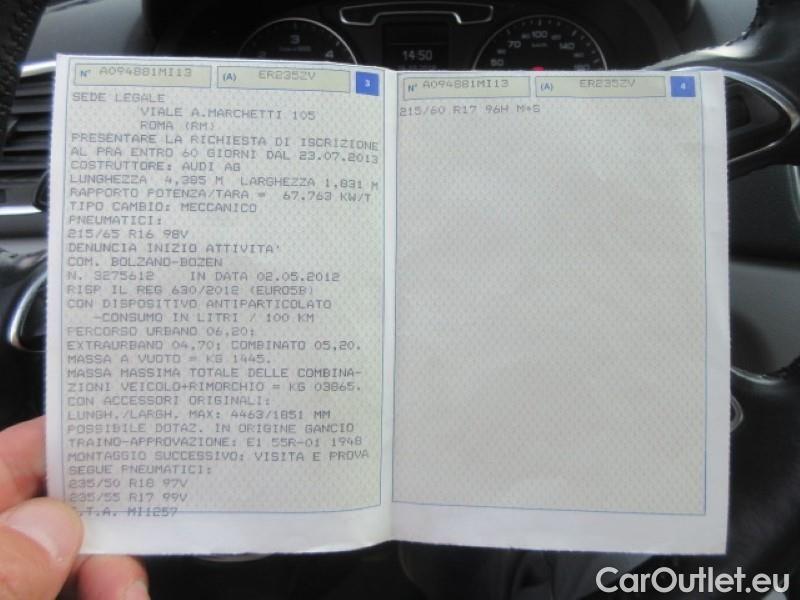 N° A094881MI13 (A) ER235ZV 3
SEDE LEGALE
VIALE A.MARCHETTI 105
ROMA (RM)
PRESENTARE LA RICHIESTA DI ISCRIZIONE
AL PRA ENTRO 60 GIORNI DAL 23.07.2013
COSTRUTTORE: AUDI AG
LUNGHEZZA 4,385 M LARGHEZZA 1,831 M
RAPPORTO POTENZA/TARA = 67,763 KW/T
TIPO CAMBIO: MECCANICO
PNEUMATICI:
215/65 R16 98V
DENUNCIA INIZIO ATTIVITA'
COM. BOLZANO-BOZEN
N. 3275612 IN DATA 02.05.2012
RISP IL REG 630/2012 (EURO5B)
CON DISPOSITIVO ANTIPARTICOLATO
-CONSUMO IN LITRI / 100 KM
PERCORSO URBANO 06,20;
EXTRAURBANO 04,70; COMBINATO 05,20.
MASSA A VUOTO = KG 1445.
MASSA MASSIMA TOTALE DELLE COMBINA-
ZIONI VEICOLO+RIMORCHIO = KG 03865.
CON ACCESSORI ORIGINALI:
LUNGH./LARGH. MAX: 4463/1851 MM
POSSIBILE DOTAZ. IN ORIGINE GANCIO
TRAINO-APPROVAZIONE: E1 55R-01 1948
MONTAGGIO SUCCESSIVO: VISITA E PROVA
SEGUE PNEUMATICI:
235/50 R18 97V
235/55 R17 99V
S.T.A. MI1257
N° A094881MI13 (A) ER235ZV 4
215/60 R17 96H M+S
14:50
CarOutlet.eu